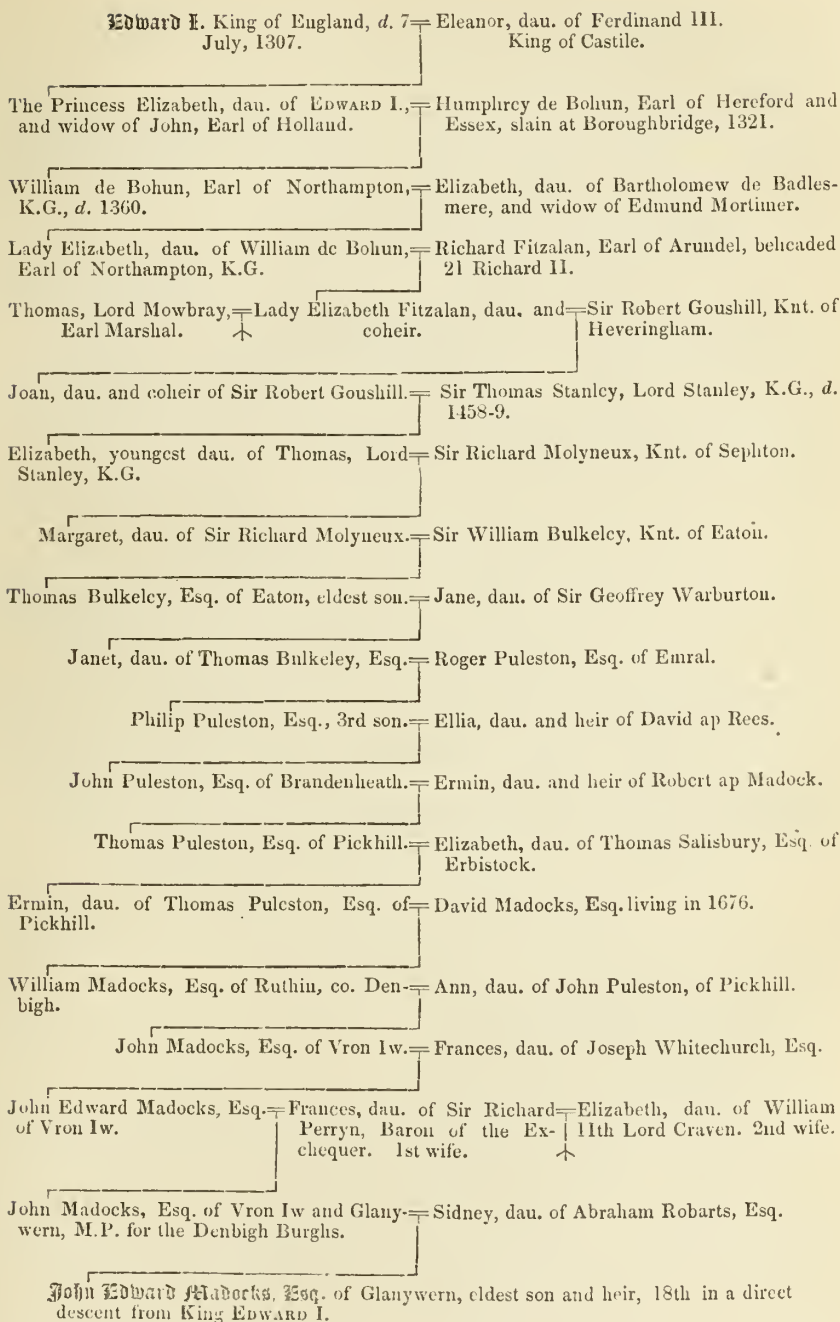 Edward I. King of England, d. 7 July, 1307. = Eleanor, dau. of Ferdinand III. King of Castile.
The Princess Elizabeth, dau. of EDWARD I., and widow of John, Earl of Holland. = Humphrey de Bohun, Earl of Hereford and Essex, slain at Boroughbridge, 1321.
William de Bohun, Earl of Northampton, K.G., d. 1360. = Elizabeth, dau. of Bartholomew de Badlesmere, and widow of Edmund Mortimer.
Lady Elizabeth, dau. of William de Bohun, Earl of Northampton, K.G. = Richard Fitzalan, Earl of Arundel, beheaded 21 Richard II.
Thomas, Lord Mowbray, Earl Marshal. = Lady Elizabeth Fitzalan, dau. and coheir. = Sir Robert Goushill, Knt. of Heveringham.
Joan, dau. and coheir of Sir Robert Goushill. = Sir Thomas Stanley, Lord Stanley, K.G., d. 1458-9.
Elizabeth, youngest dau. of Thomas, Lord Stanley, K.G. = Sir Richard Molyneux, Knt. of Sephton.
Margaret, dau. of Sir Richard Molyneux. = Sir William Bulkeley, Knt. of Eaton.
Thomas Bulkeley, Esq. of Eaton, eldest son. = Jane, dau. of Sir Geoffrey Warburton.
Janet, dau. of Thomas Bulkeley, Esq. = Roger Puleston, Esq. of Emral.
Philip Puleston, Esq., 3rd son. = Ellia, dau. and heir of David ap Rees.
John Puleston, Esq. of Brandenheath. = Ermin, dau. and heir of Robert ap Madock.
Thomas Puleston, Esq. of Pickhill. = Elizabeth, dau. of Thomas Salisbury, Esq. of Erbistock.
Ermin, dau. of Thomas Puleston, Esq. of Pickhill. = David Madocks, Esq. living in 1676.
William Madocks, Esq. of Ruthin, co. Denbigh. = Ann, dau. of John Puleston, of Pickhill.
John Madocks, Esq. of Vron Iw. = Frances, dau. of Joseph Whitechurch, Esq.
John Edward Madocks, Esq. of Vron Iw. = Frances, dau. of Sir Richard Perryn, Baron of the Exchequer. 1st wife. = Elizabeth, dau. of William 11th Lord Craven. 2nd wife.
John Madocks, Esq. of Vron Iw and Glanywern, M.P. for the Denbigh Burghs. = Sidney, dau. of Abraham Robarts, Esq.
John Edward Madocks, Esq. of Glanywern, eldest son and heir, 18th in a direct
descent from King EDWARD I.